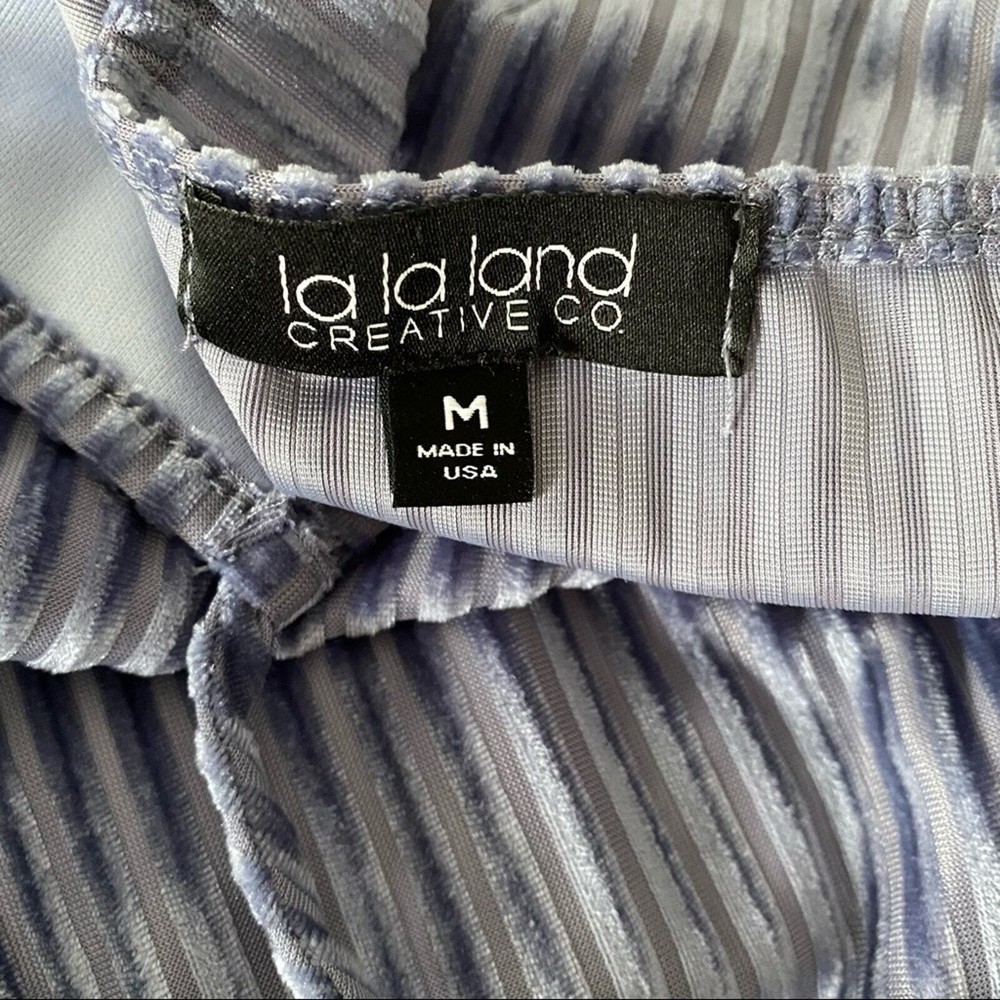 la la land
CREATIVE CO.
M
MADE IN
USA